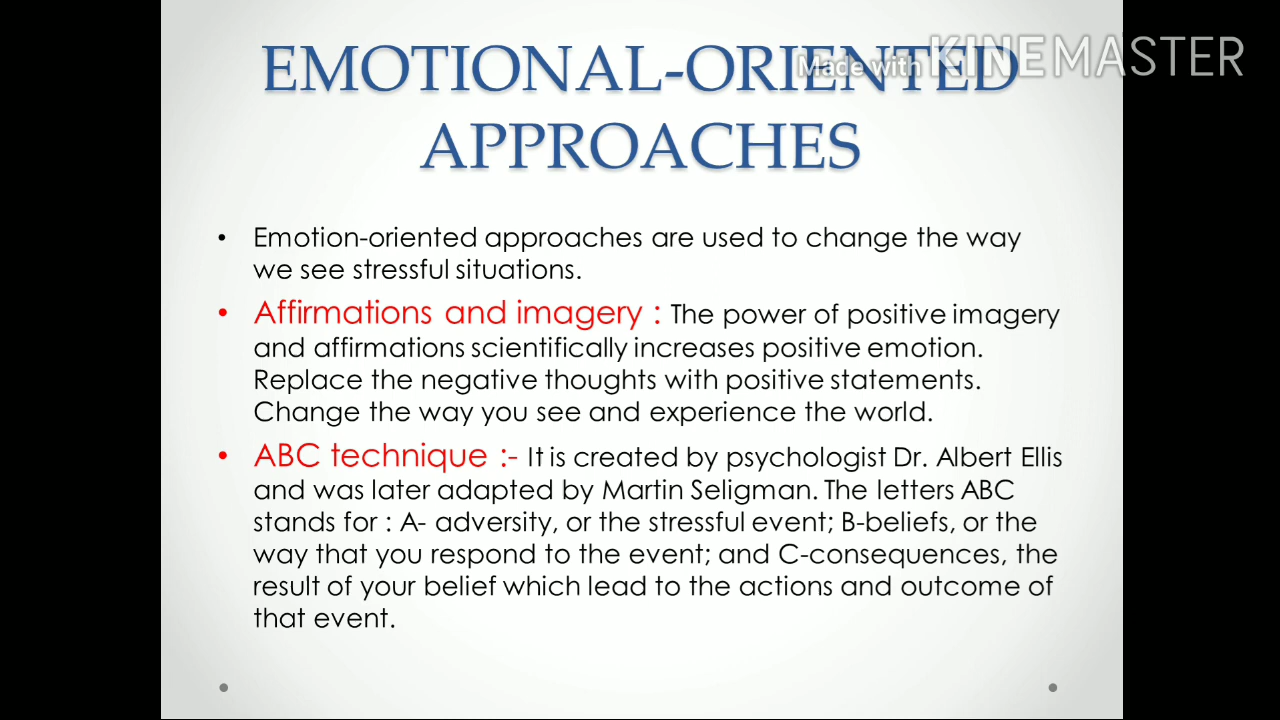 EMOTIONAL-ORIENTED
Made with KINEMASTER
APPROACHES
• Emotion-oriented approaches are used to change the way
we see stressful situations.
• Affirmations and imagery : The power of positive imagery
and affirmations scientifically increases positive emotion.
Replace the negative thoughts with positive statements.
Change the way you see and experience the world.
• ABC technique :- It is created by psychologist Dr. Albert Ellis
and was later adapted by Martin Seligman. The letters ABC
stands for : A- adversity, or the stressful event; B-beliefs, or the
way that you respond to the event; and C-consequences, the
result of your belief which lead to the actions and outcome of
that event.